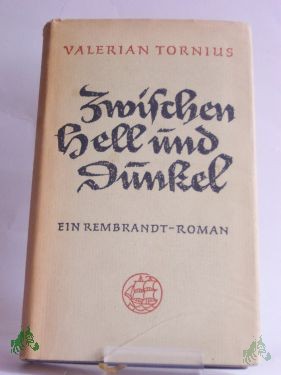 VALERIAN TORNIUS
Zwischen
Hell und
Dunkel
EIN REMBRANDT-ROMAN